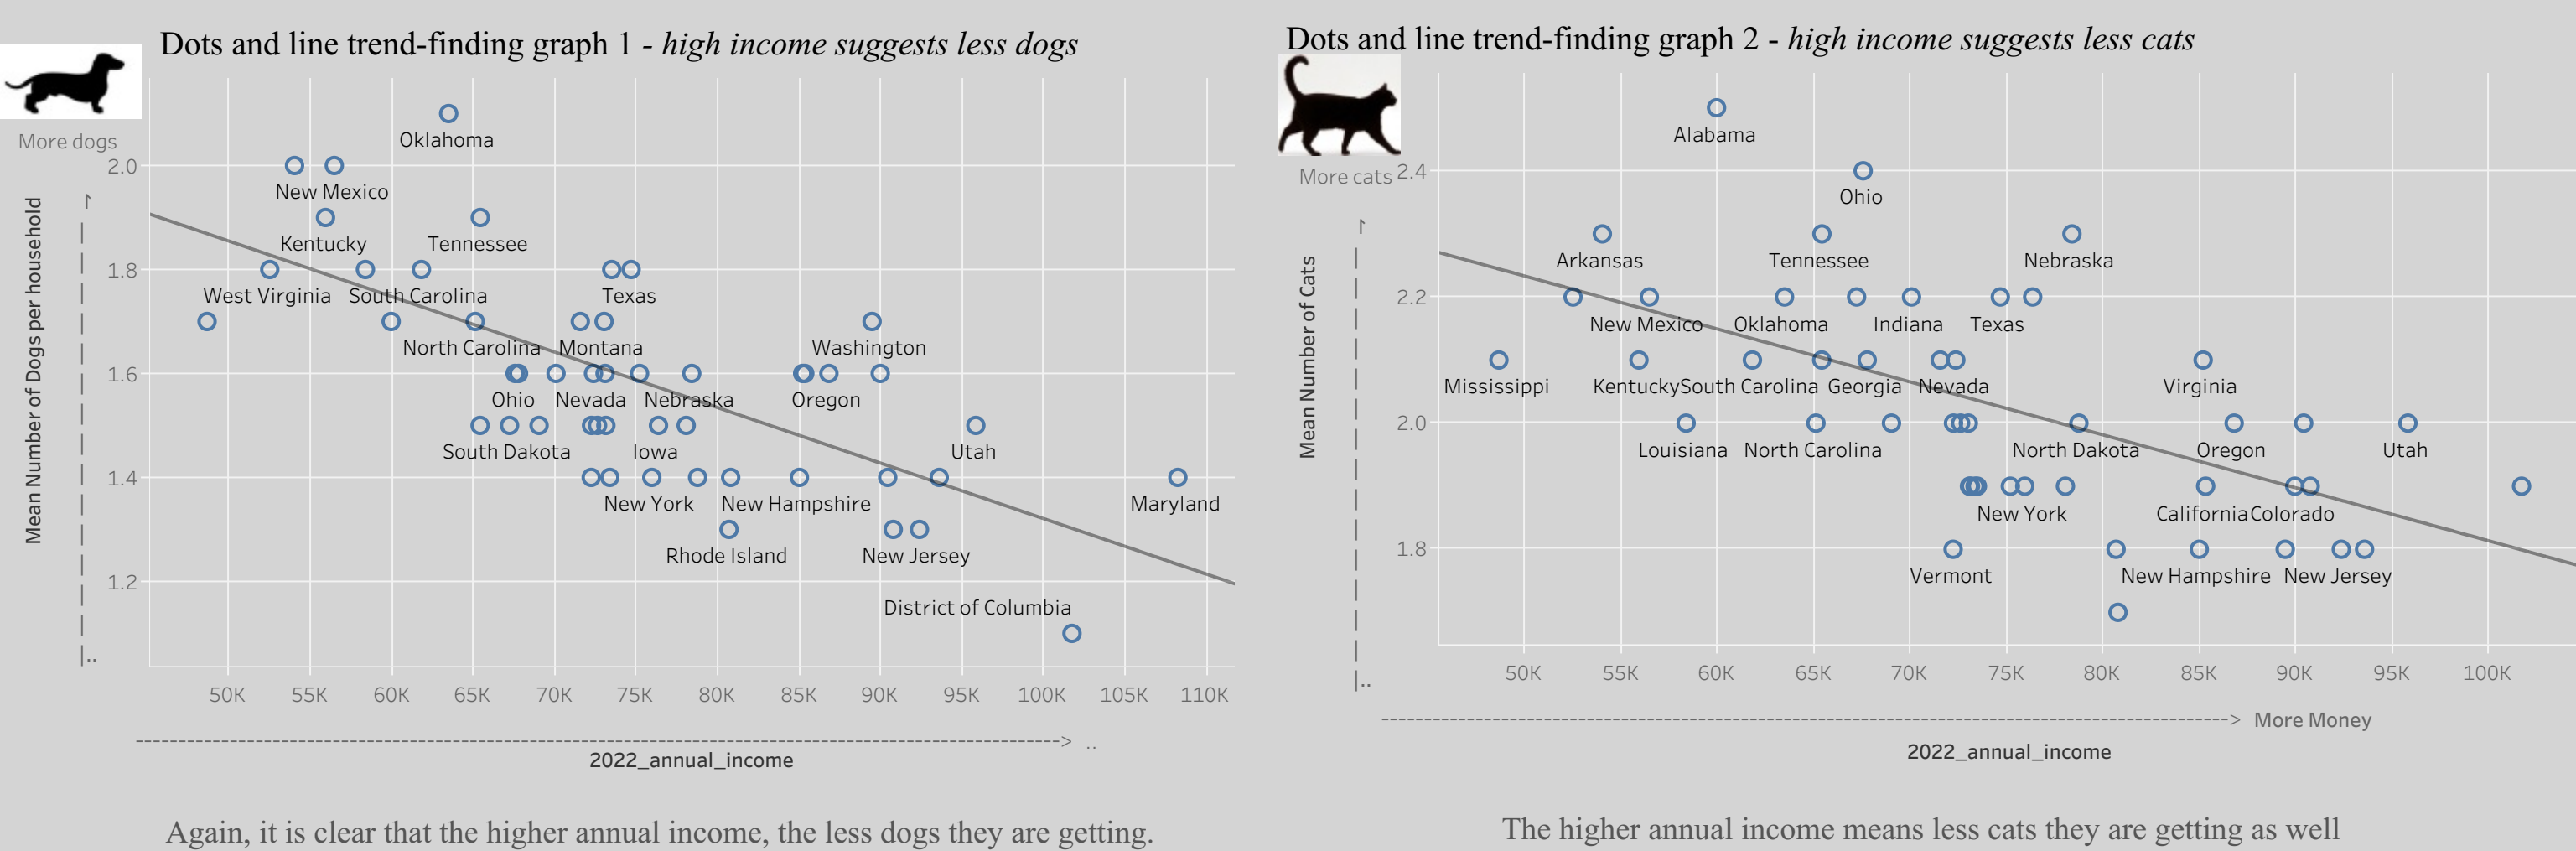 Dots and line trend-finding graph 1 - high income suggests less dogs
More dogs
Mean Number of Dogs per household
2.0
1.8
1.6
1.4
1.2
Oklahoma
New Mexico
Kentucky
Tennessee
West Virginia
South Carolina
Texas
North Carolina
Montana
Washington
Ohio
Nevada
Nebraska
Oregon
South Dakota
Iowa
Utah
New York
New Hampshire
Maryland
Rhode Island
New Jersey
District of Columbia
50K 55K 60K 65K 70K 75K 80K 85K 90K 95K 100K 105K 110K
--> ..
2022_annual_income
Again, it is clear that the higher annual income, the less dogs they are getting.
Dots and line trend-finding graph 2 - high income suggests less cats
More cats
Mean Number of Cats
2.4
2.2
2.0
1.8
Alabama
Ohio
Arkansas
Tennessee
Nebraska
New Mexico
Oklahoma
Indiana
Texas
Mississippi
Kentucky
South Carolina
Georgia
Nevada
Virginia
Louisiana
North Carolina
North Dakota
Oregon
Utah
New York
California
Colorado
Vermont
New Hampshire
New Jersey
50K 55K 60K 65K 70K 75K 80K 85K 90K 95K 100K
--> More Money
2022_annual_income
The higher annual income means less cats they are getting as well